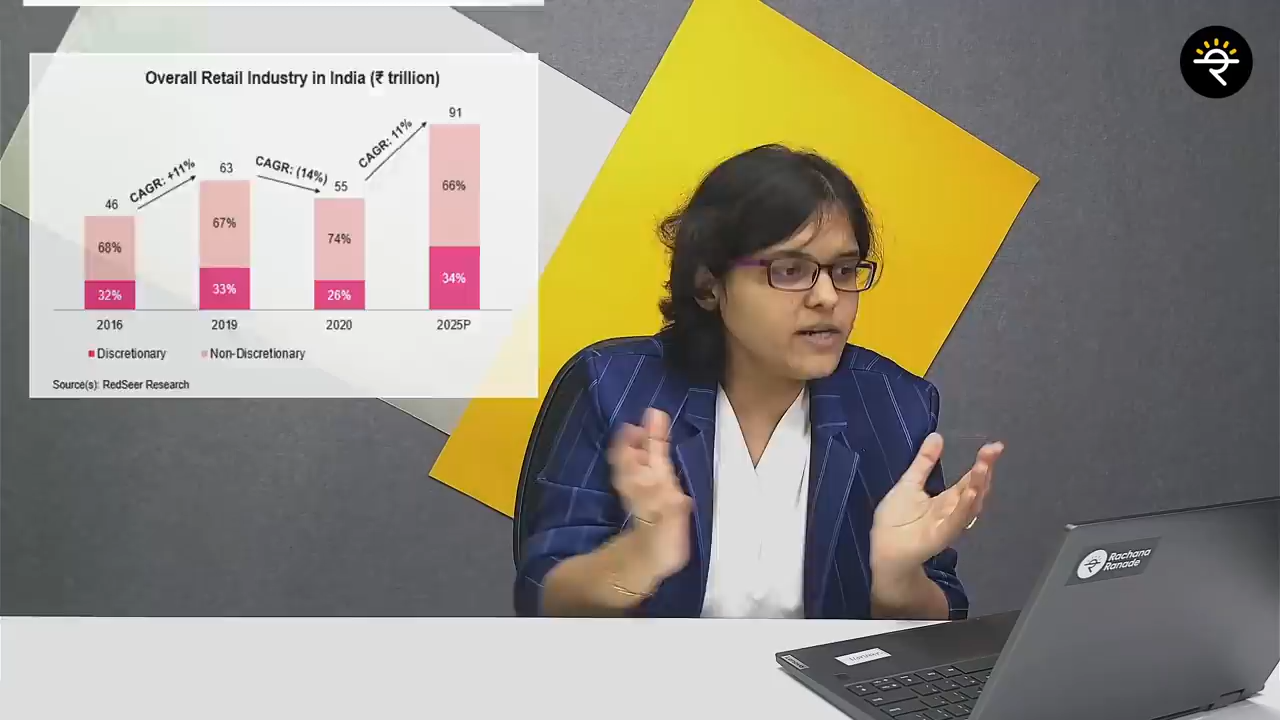 Overall Retail Industry in India (₹ trillion)
91
CAGR: 11%
66%
63
CAGR: +11%
CAGR: (14%)
55
46
68%
67%
74%
32%
33%
26%
34%
2016
2019
2020
2025P
Discretionary
Non-Discretionary
Source(s): RedSeer Research
Rachana
Ranade
Lenovo